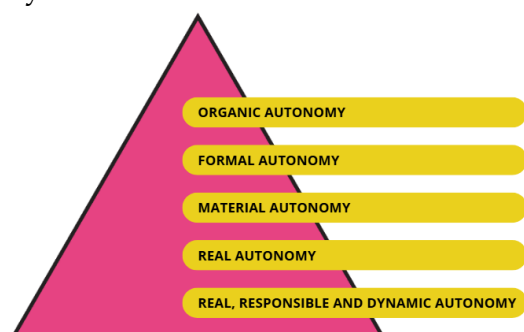 ORGANIC AUTONOMY
FORMAL AUTONOMY
MATERIAL AUTONOMY
REAL AUTONOMY
REAL, RESPONSIBLE AND DYNAMIC AUTONOMY